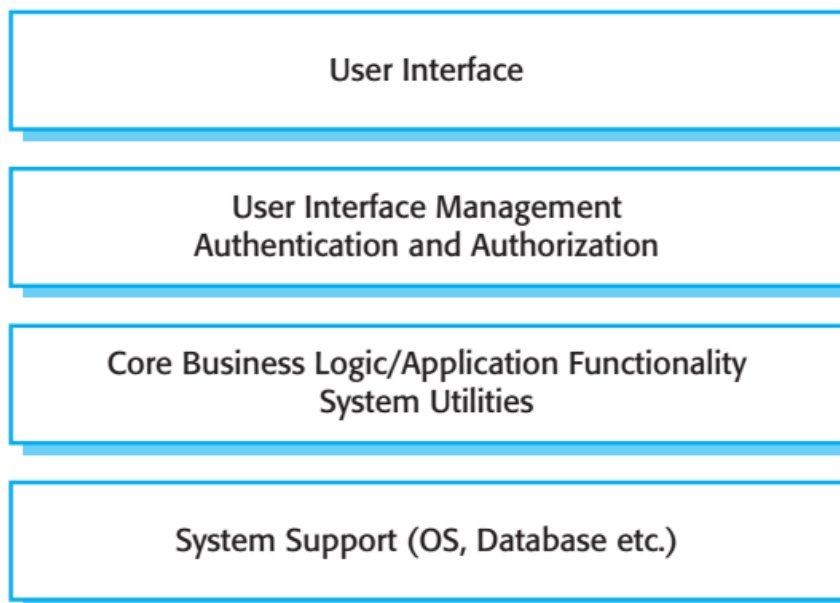 User Interface
User Interface Management
Authentication and Authorization
Core Business Logic/Application Functionality
System Utilities
System Support (OS, Database etc.)